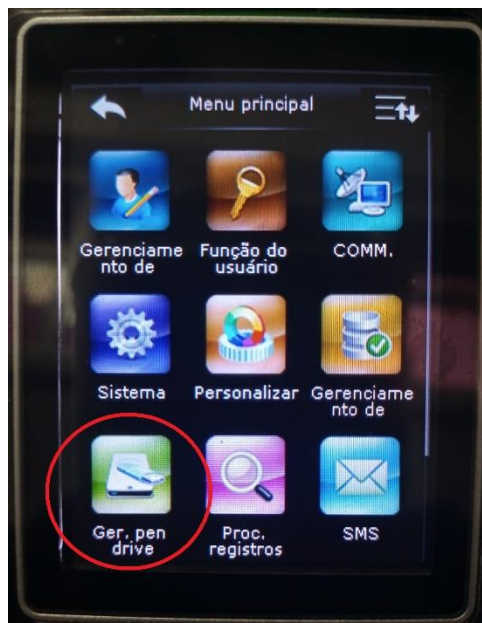 Menu principal
Gerenciame
nto de
Função do
usuário
COMM.
Sistema
Personalizar
Gerenciame
nto de
Ger. pen
drive
Proc.
registros
SMS